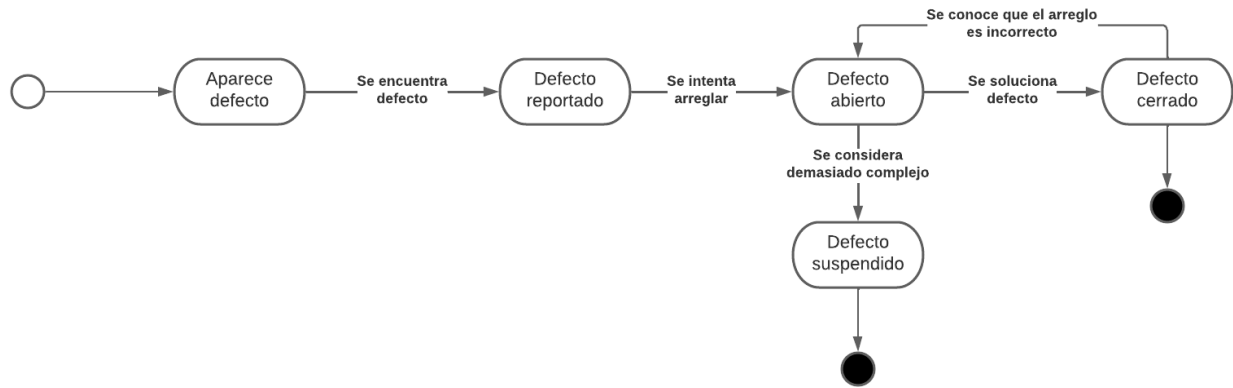 Se conoce que el arreglo
es incorrecto
Aparece
defecto
Se encuentra
defecto
Defecto
reportado
Se intenta
arreglar
Defecto
abierto
Se soluciona
defecto
Defecto
cerrado
Se considera
demasiado complejo
Defecto
suspendido